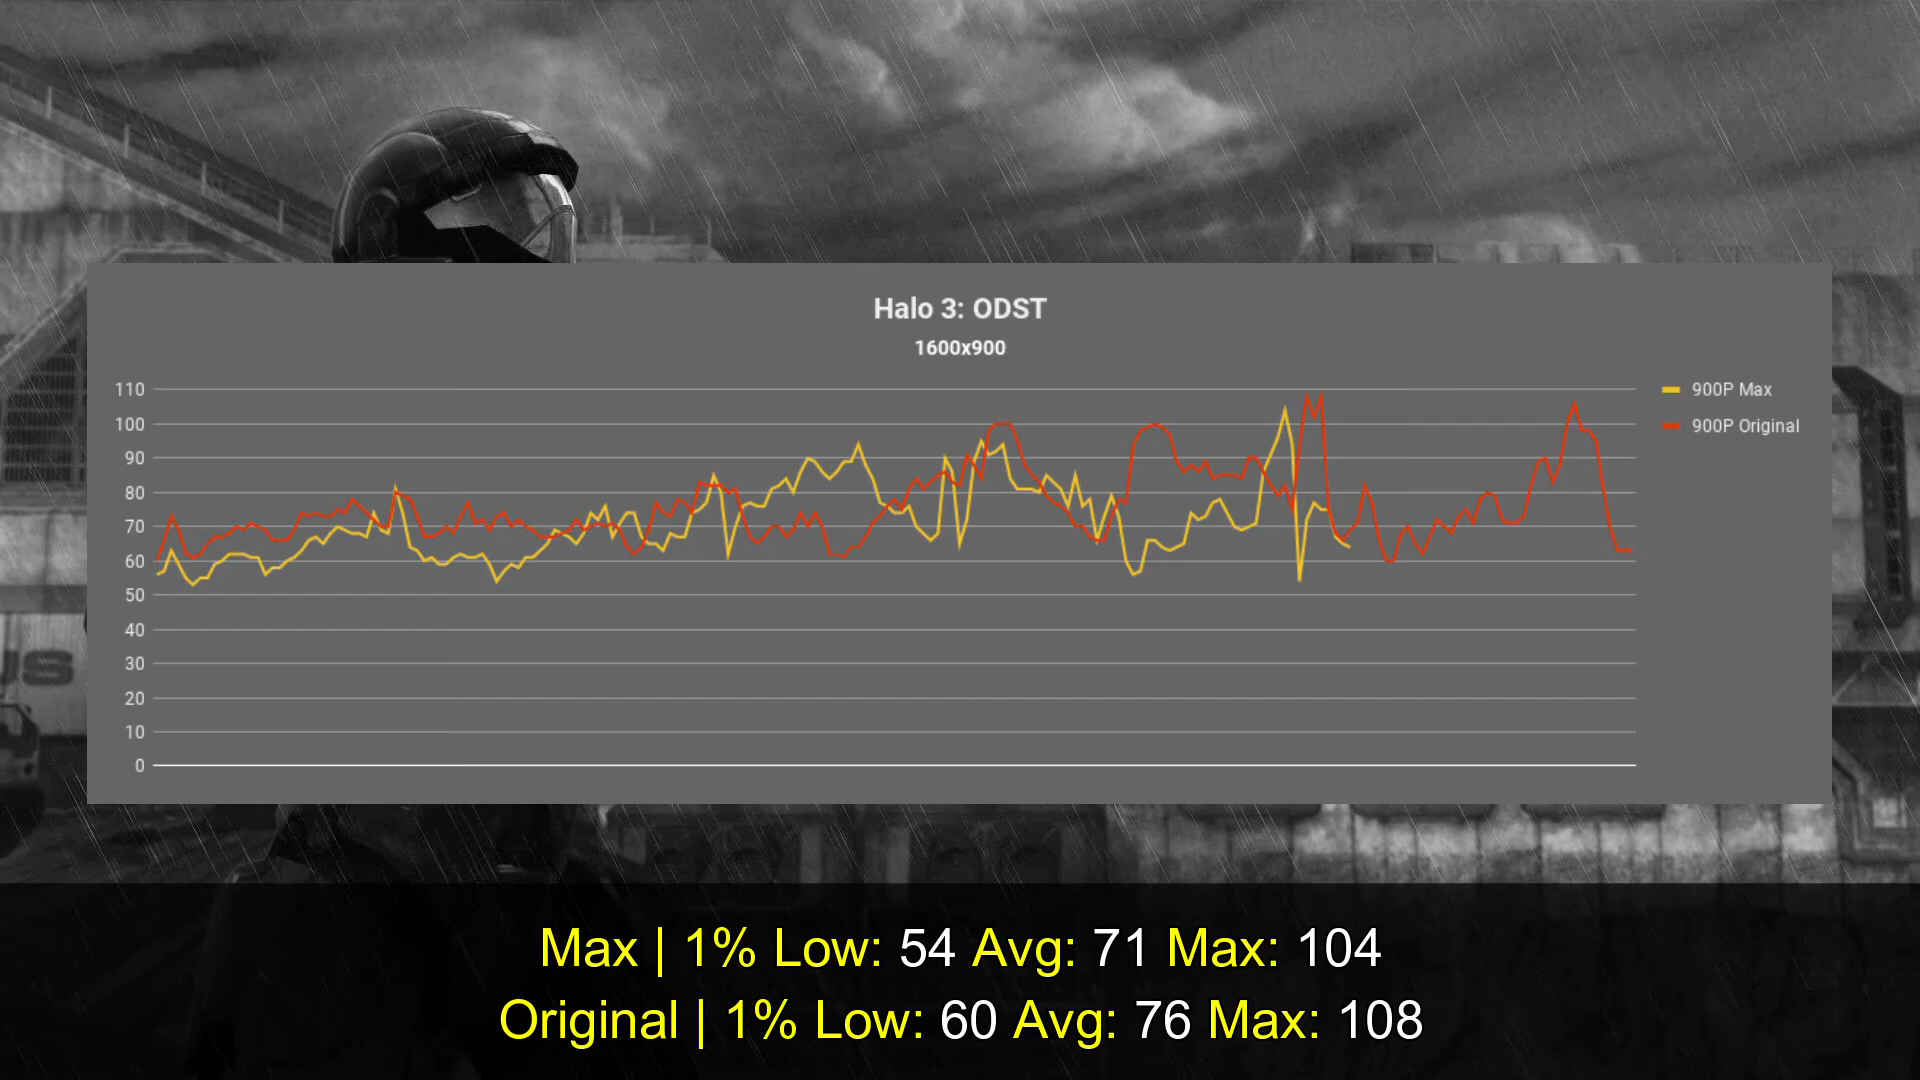 Halo 3: ODST
1600x900
110
100
90
80
70
60
50
40
30
20
10
0
900P Max
900P Original
Max | 1% Low: 54 Avg: 71 Max: 104
Original | 1% Low: 60 Avg: 76 Max: 108